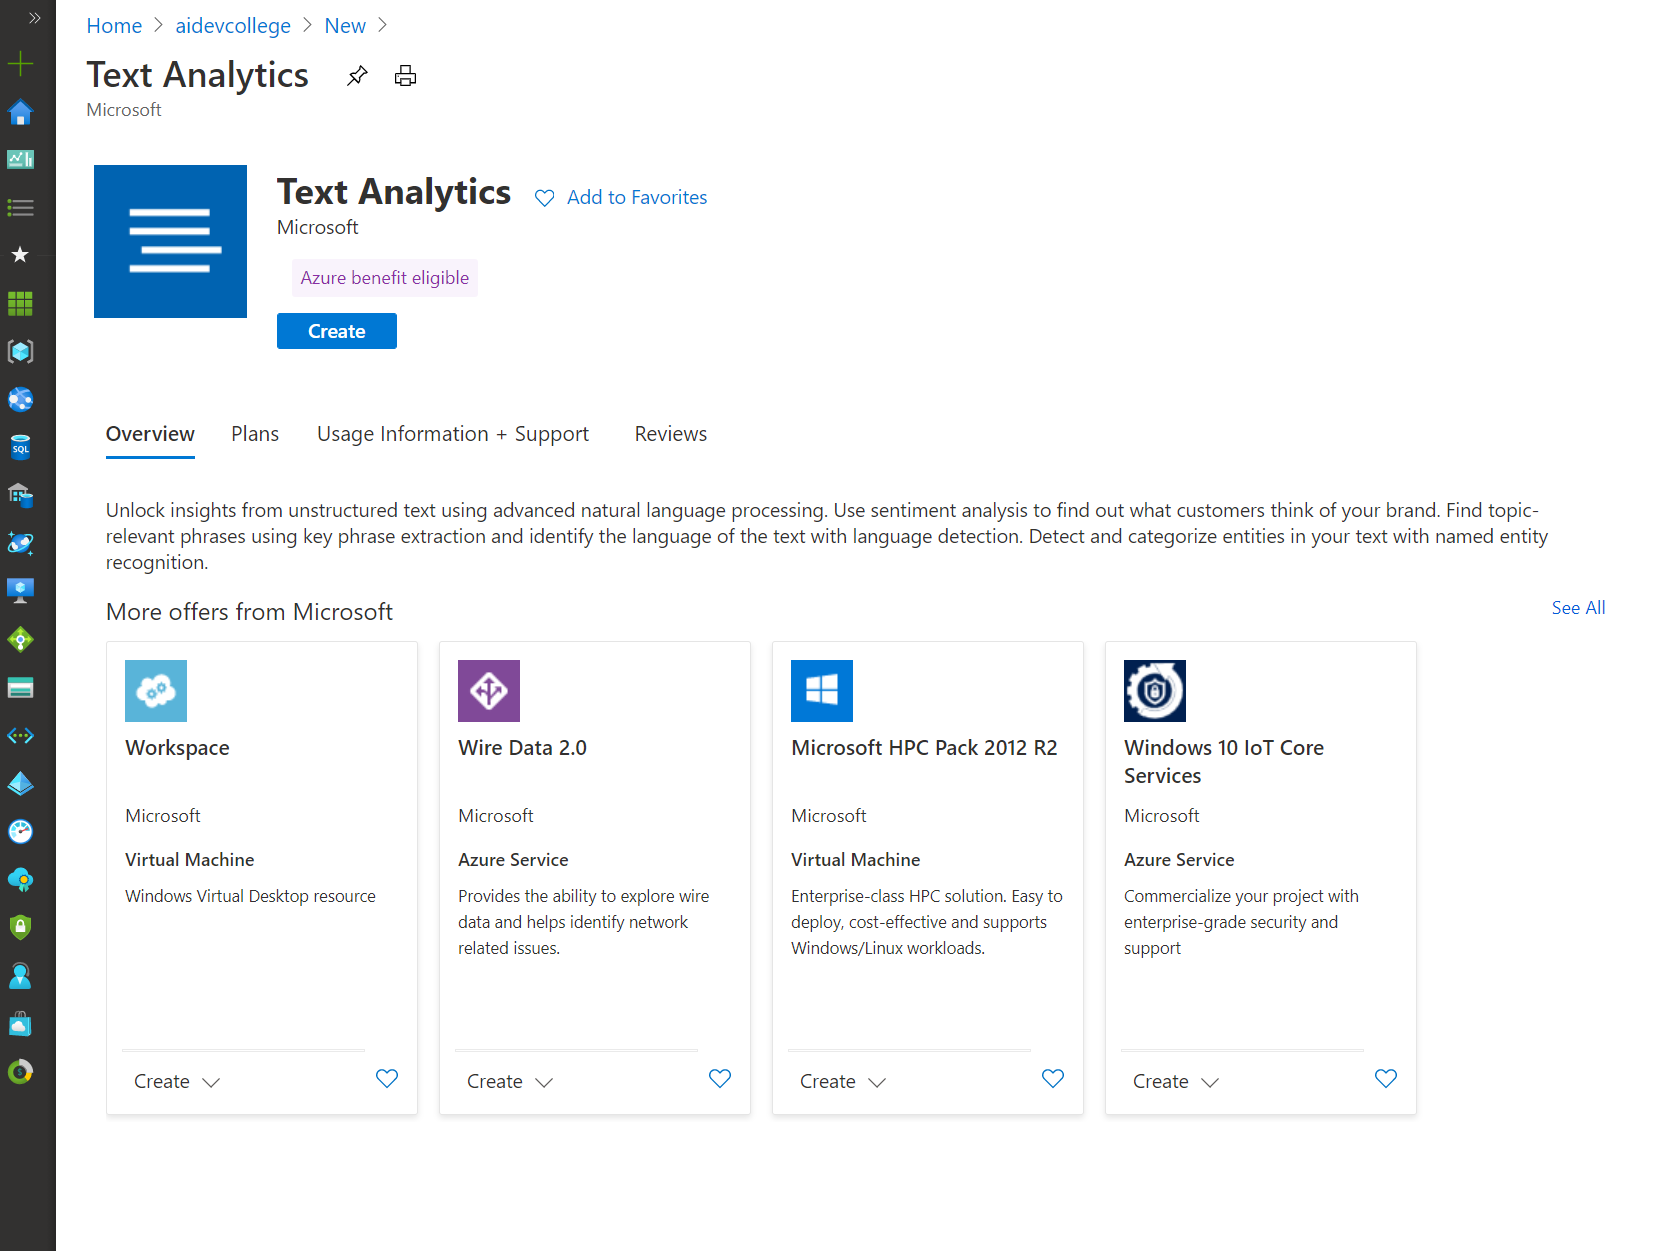 Home > aidevcollege > New >
Text Analytics
Microsoft
Text Analytics
Add to Favorites
Microsoft
Azure benefit eligible
Create
Overview
Plans
Usage Information + Support
Reviews
Unlock insights from unstructured text using advanced natural language processing. Use sentiment analysis to find out what customers think of your brand. Find topic-
relevant phrases using key phrase extraction and identify the language of the text with language detection. Detect and categorize entities in your text with named entity
recognition.
More offers from Microsoft
See All
Workspace
Microsoft
Virtual Machine
Windows Virtual Desktop resource
Create
Wire Data 2.0
Microsoft
Azure Service
Provides the ability to explore wire
data and helps identify network
related issues.
Create
Microsoft HPC Pack 2012 R2
Microsoft
Virtual Machine
Enterprise-class HPC solution. Easy to
deploy, cost-effective and supports
Windows/Linux workloads.
Create
Windows 10 IoT Core
Services
Microsoft
Azure Service
Commercialize your project with
enterprise-grade security and
support
Create
SQL